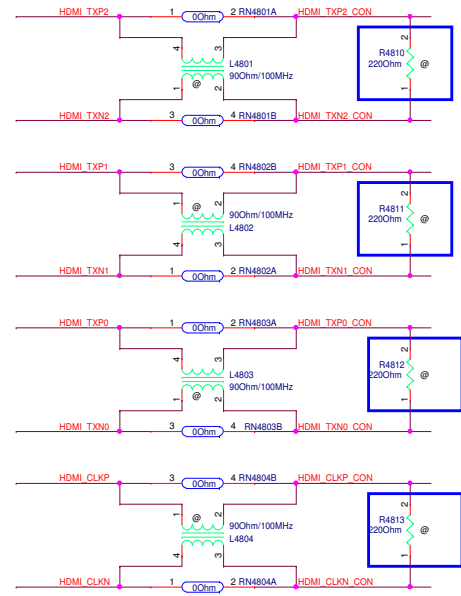 HDMI_TXP2 1 0Ohm 2 RN4801A HDMI_TXP2_CON
4 3 2
L4801 R4810
90Ohm/100MHz 220Ohm @
1 @ 2 1
HDMI_TXN2 3 0Ohm 4 RN4801B HDMI_TXN2_CON
HDMI_TXP1 3 0Ohm 4 RN4802B HDMI_TXP1_CON
1 @ 2 2
90Ohm/100MHz R4811
L4802 220Ohm @
4 3 1
HDMI_TXN1 1 0Ohm 2 RN4802A HDMI_TXN1_CON
HDMI_TXP0 1 0Ohm 2 RN4803A HDMI_TXP0_CON
4 3 2
L4803 R4812
90Ohm/100MHz 220Ohm @
1 @ 2 1
HDMI_TXN0 3 0Ohm 4 RN4803B HDMI_TXN0_CON
HDMI_CLKP 3 0Ohm 4 RN4804B HDMI_CLKP_CON
1 @ 2 2
90Ohm/100MHz R4813
L4804 220Ohm @
4 3 1
HDMI_CLKN 1 0Ohm 2 RN4804A HDMI_CLKN_CON